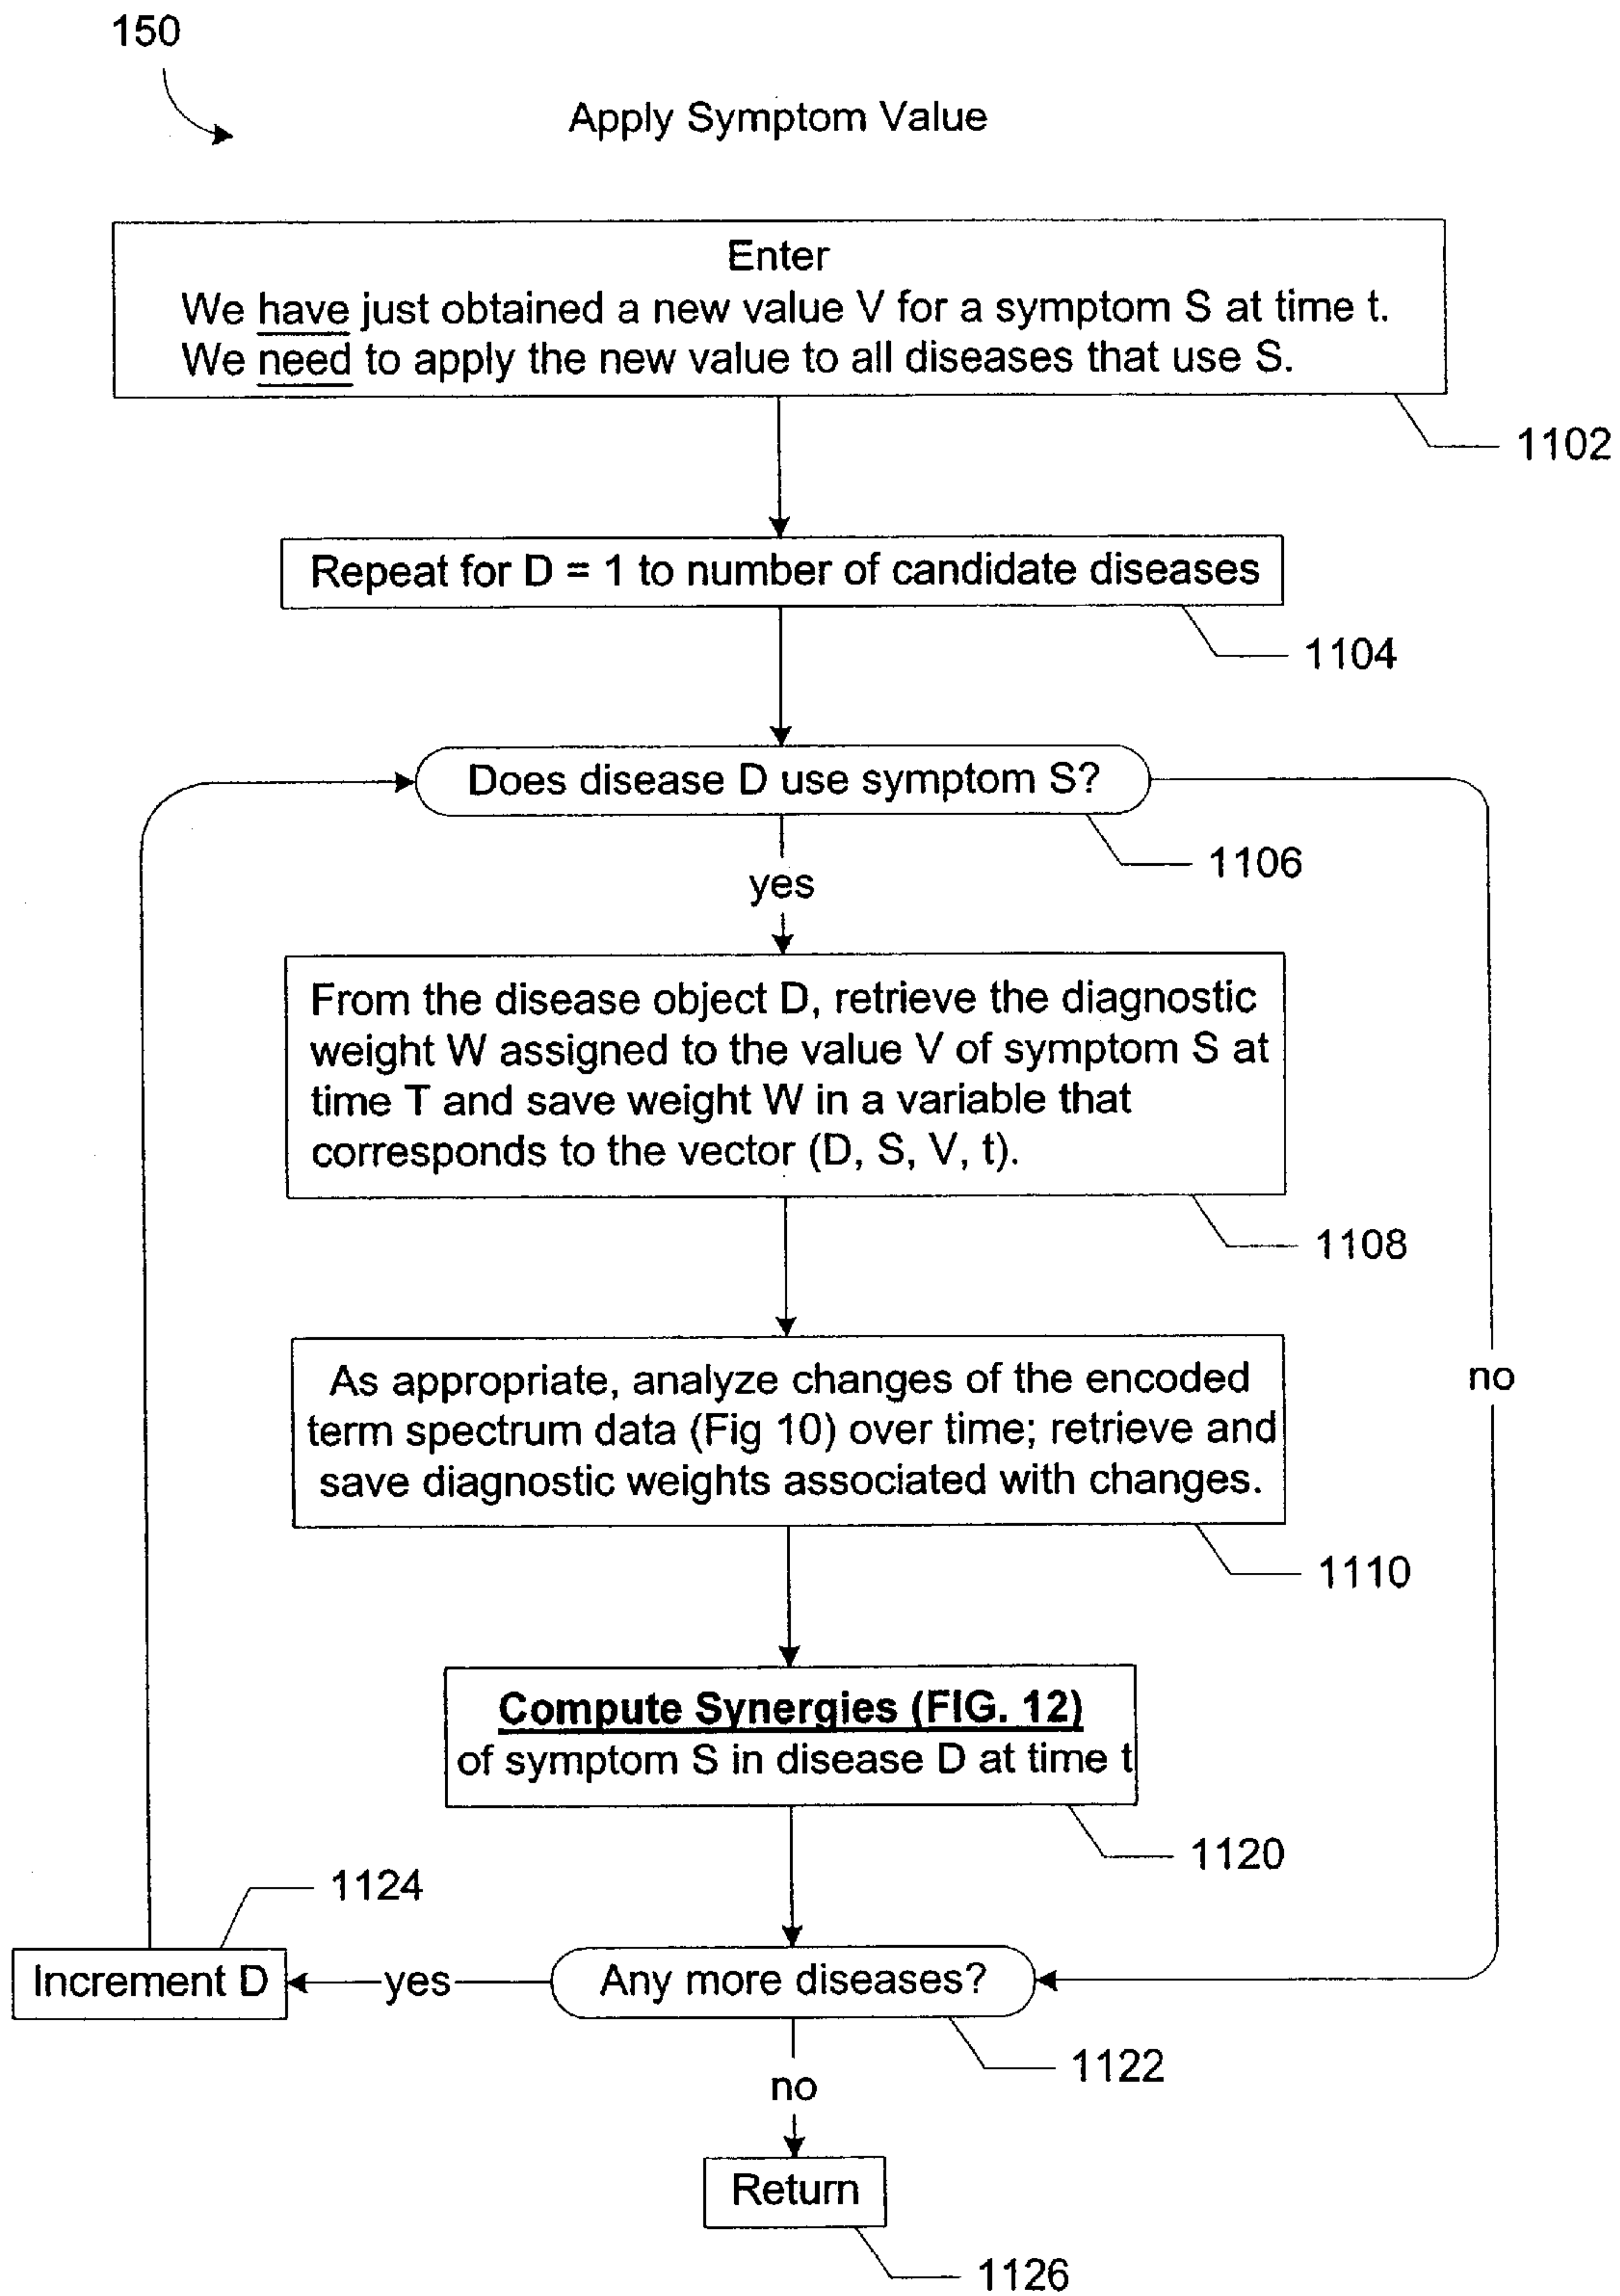 150
Apply Symptom Value
Enter
We have just obtained a new value V for a symptom S at time t.
We need to apply the new value to all diseases that use S.
1102
Repeat for D = 1 to number of candidate diseases
1104
Does disease D use symptom S?
1106
yes
From the disease object D, retrieve the diagnostic
weight W assigned to the value V of symptom S at
time T and save weight W in a variable that
corresponds to the vector (D, S, V, t).
1108
no
As appropriate, analyze changes of the encoded
term spectrum data (Fig 10) over time; retrieve and
save diagnostic weights associated with changes.
1110
Compute Synergies (FIG. 12)
of symptom S in disease D at time t
1120
1124
Increment D
yes
Any more diseases?
1122
no
Return
1126